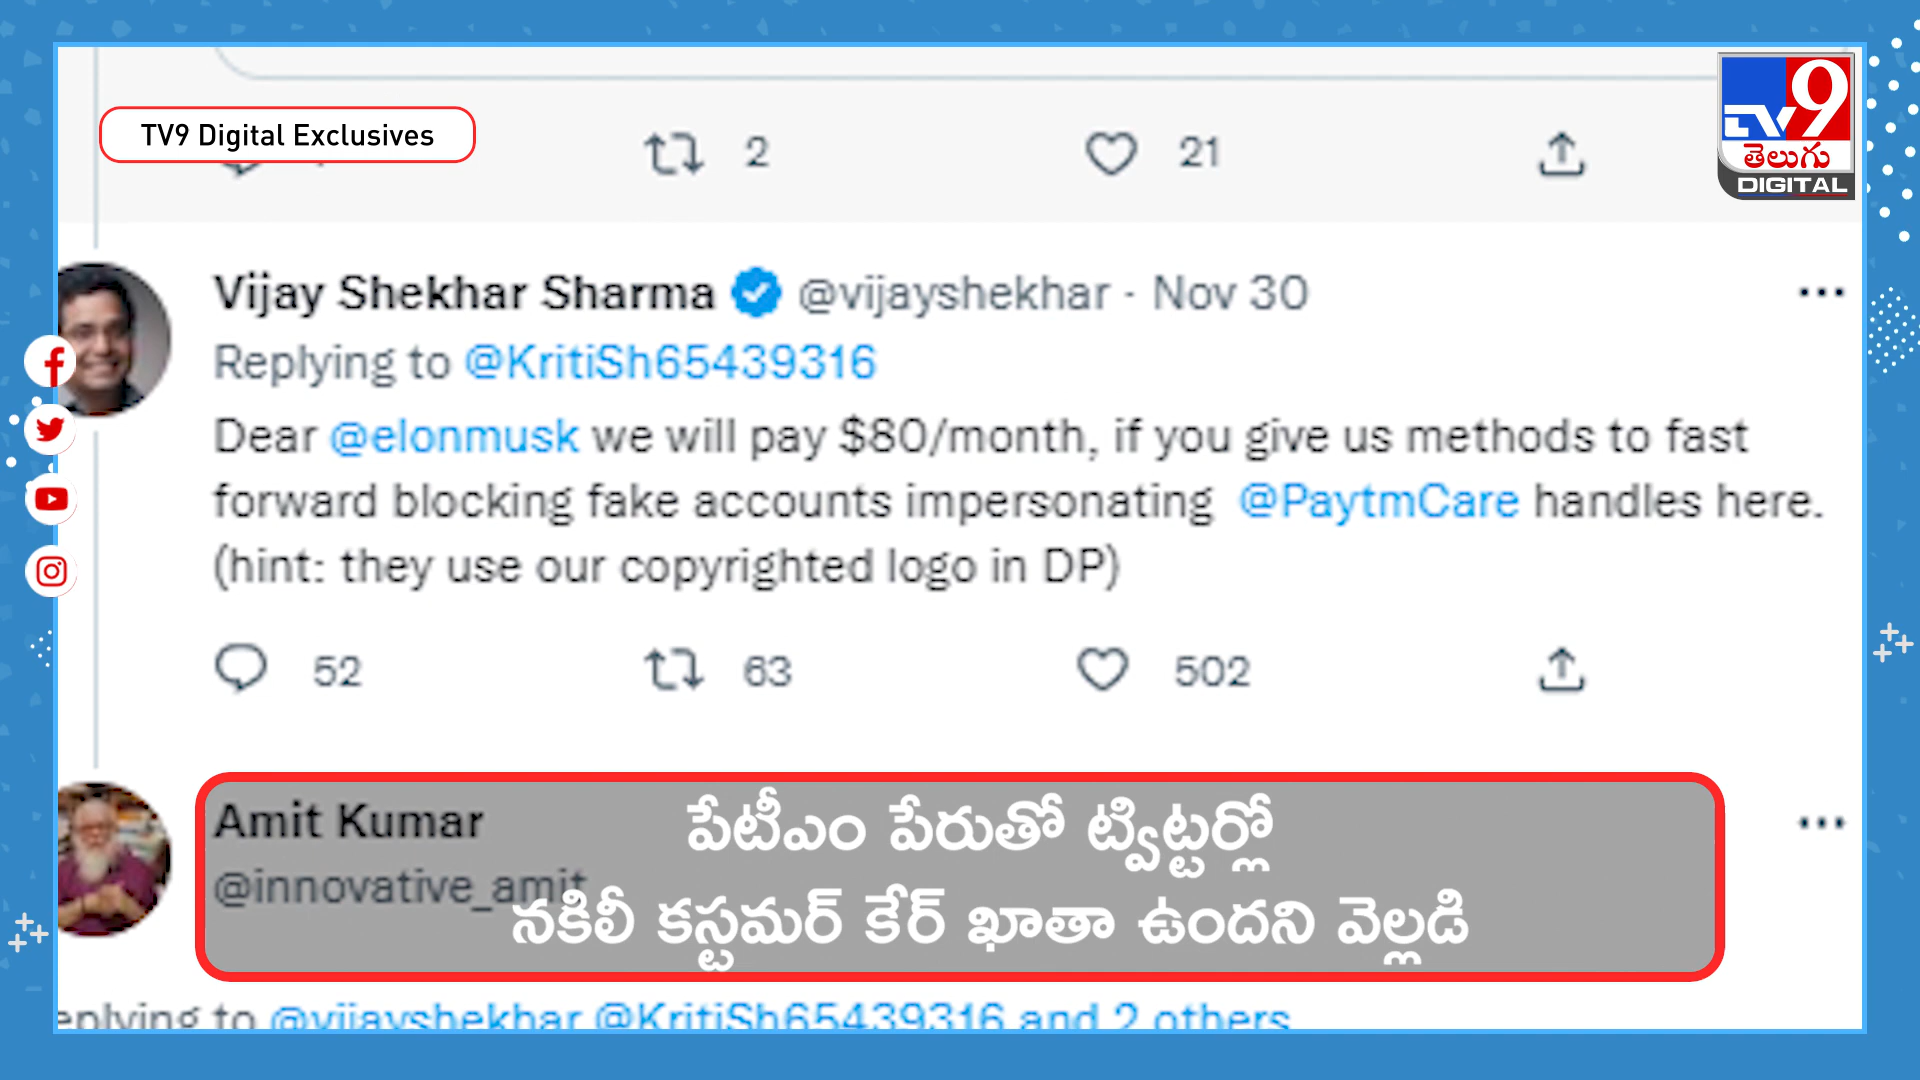 TV9 Digital Exclusives
2 21
TV9
తెలుగు
DIGITAL
Vijay Shekhar Sharma @vijayshekhar · Nov 30
Replying to @KritiSh65439316
Dear @elonmusk we will pay $80/month, if you give us methods to fast
forward blocking fake accounts impersonating @PaytmCare handles here.
(hint: they use our copyrighted logo in DP)
52 63 502
Amit Kumar
@innovative_amit
పేటీఎం పేరుతో ట్విట్టర్లో
నకిలీ కస్టమర్ కేర్ ఖాతా ఉందని వెల్లడి
eplying to @vijayshekhar @KritiSh65439316 and 2 others